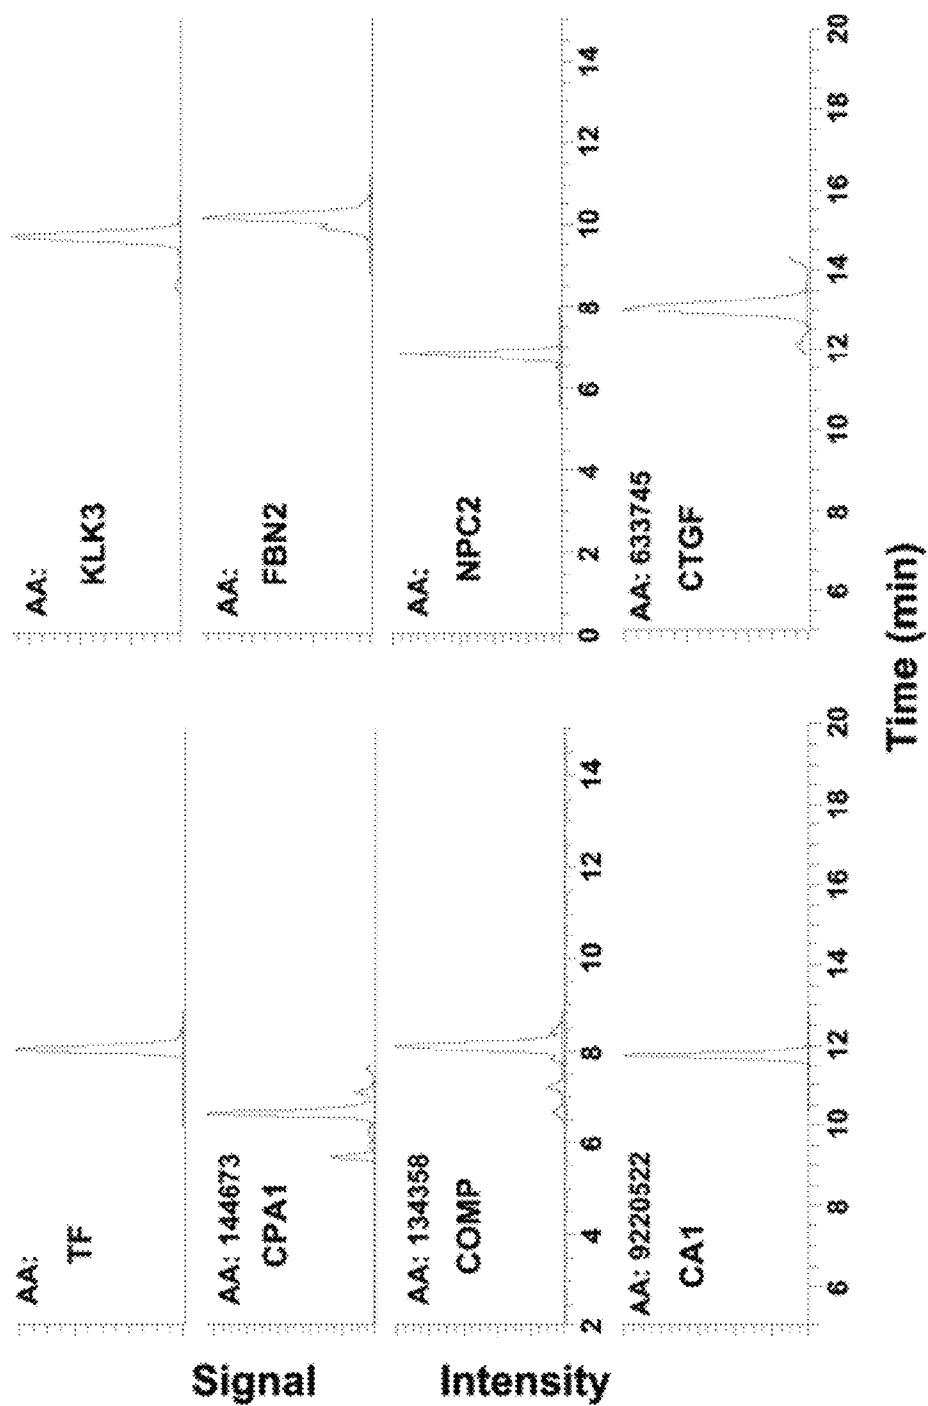 AA:
TF
AA: 144673
CPA1
AA: 134358
COMP
2 4 6 8 10 12 14
AA: 9220522
CA1
6 8 10 12 14 16 18 20
AA:
KLK3
AA:
FBN2
AA:
NPC2
0 2 4 6 8 10 12 14
AA: 633745
CTGF
6 8 10 12 14 16 18 20
Time (min)
Signal Intensity